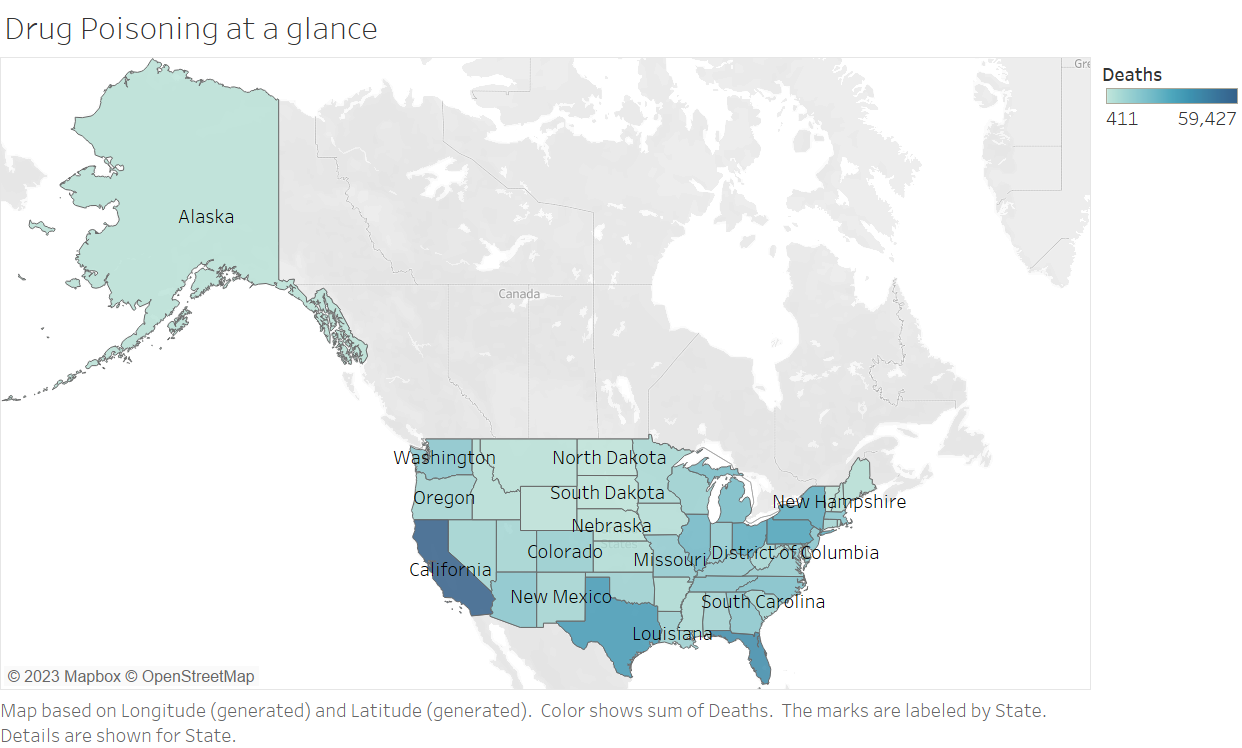 Drug Poisoning at a glance
Deaths
411 59,427
Alaska
Canada
Washington
North Dakota
Oregon
South Dakota
New Hampshire
Nebraska
Colorado
Missouri
District of Columbia
California
New Mexico
South Carolina
Louisiana
© 2023 Mapbox © OpenStreetMap
Map based on Longitude (generated) and Latitude (generated).  Color shows sum of Deaths.  The marks are labeled by State.
Details are shown for State.